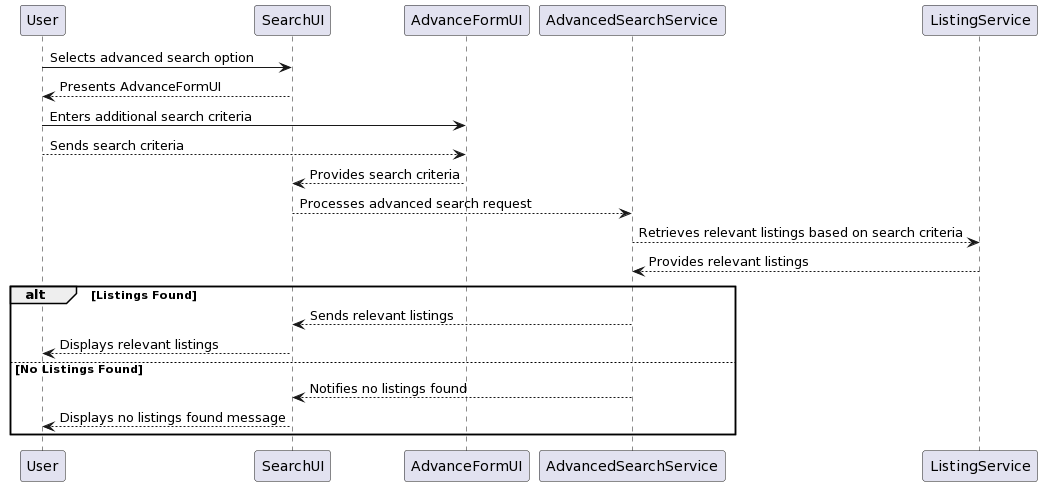 User SearchUI AdvanceFormUI AdvancedSearchService ListingService
Selects advanced search option
Presents AdvanceFormUI
Enters additional search criteria
Sends search criteria
Provides search criteria
Processes advanced search request
Retrieves relevant listings based on search criteria
Provides relevant listings
alt [Listings Found]
Sends relevant listings
Displays relevant listings
[No Listings Found]
Notifies no listings found
Displays no listings found message
User SearchUI AdvanceFormUI AdvancedSearchService ListingService